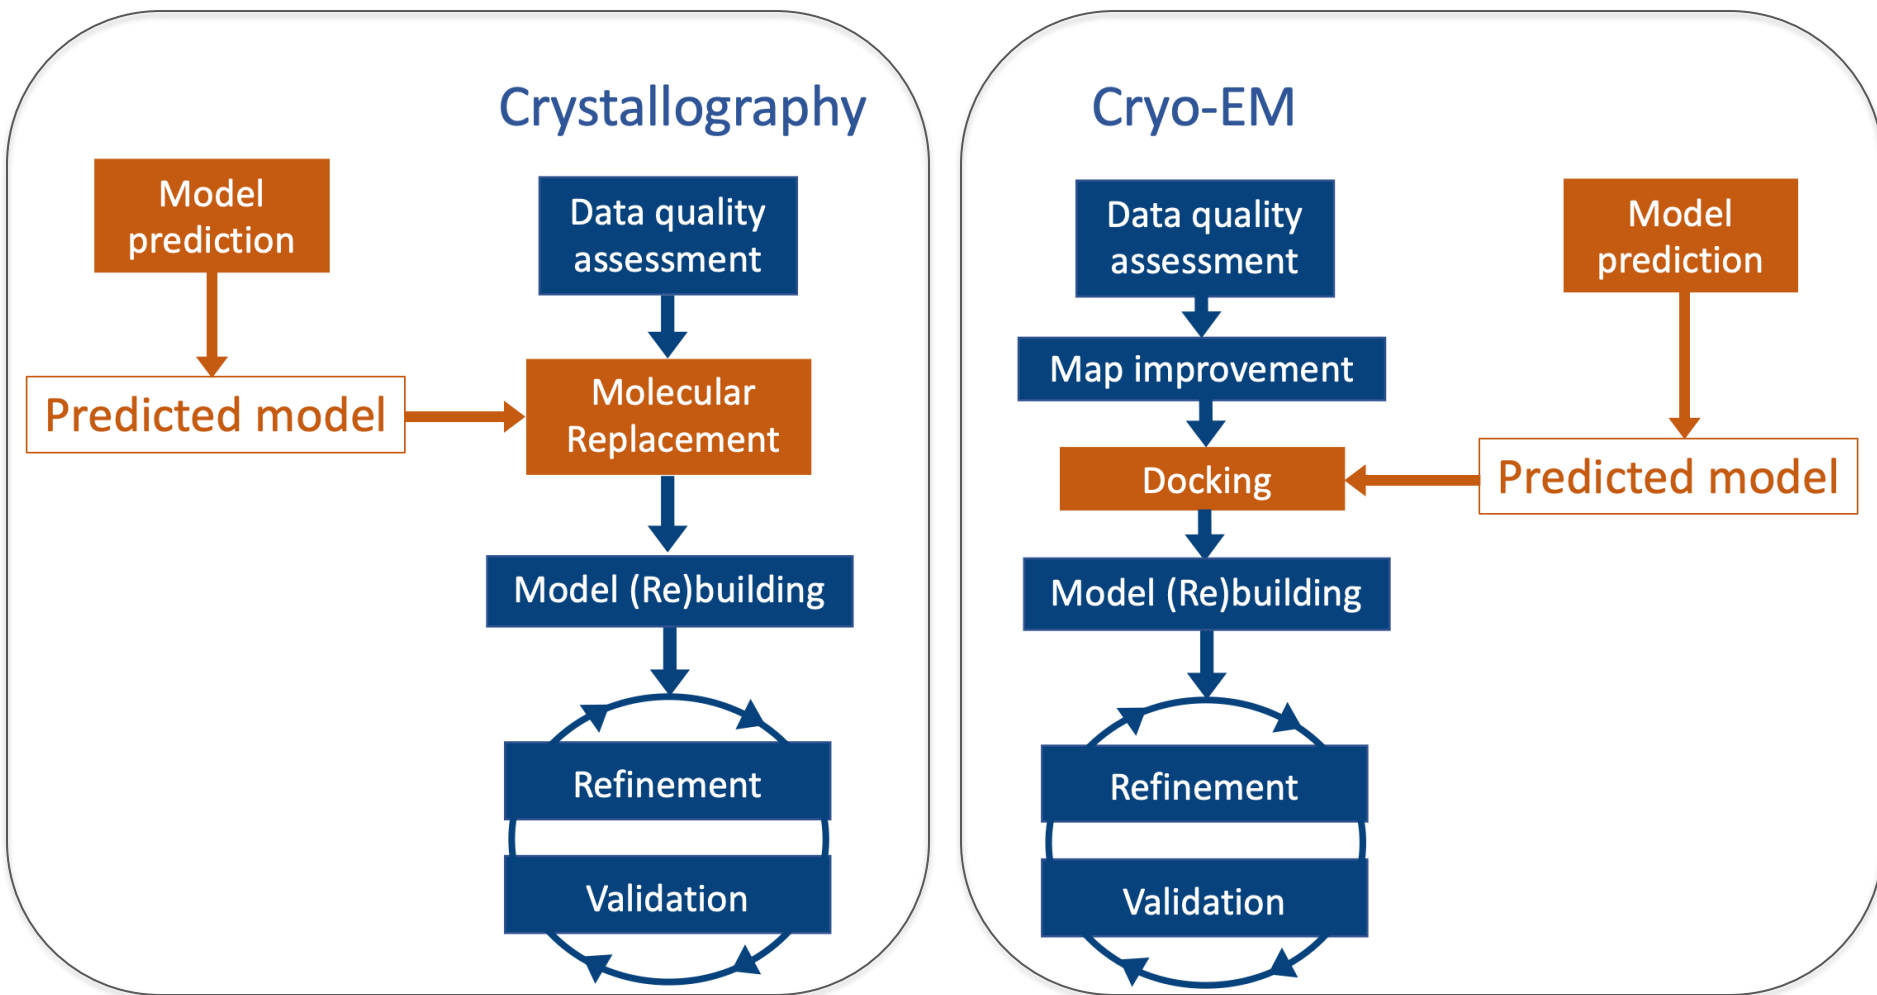 Crystallography
Model
prediction
Predicted model
Data quality
assessment
Molecular
Replacement
Model (Re)building
Refinement
Validation
Cryo-EM
Data quality
assessment
Map improvement
Docking
Model (Re)building
Refinement
Validation
Model
prediction
Predicted model